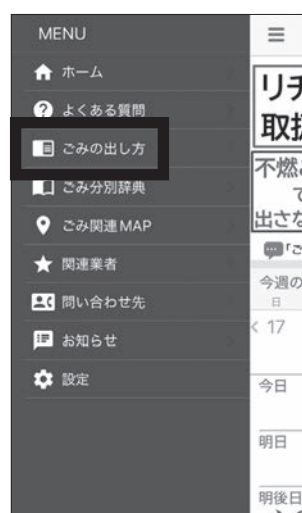 MENU
ホーム
よくある質問
ごみの出し方
ごみ分別辞典
ごみ関連MAP
関連業者
問い合わせ先
お知らせ
設定
リチ
取扱
不燃
で
出さな
「ご
今週の
日
< 17
今日
明日
明後日